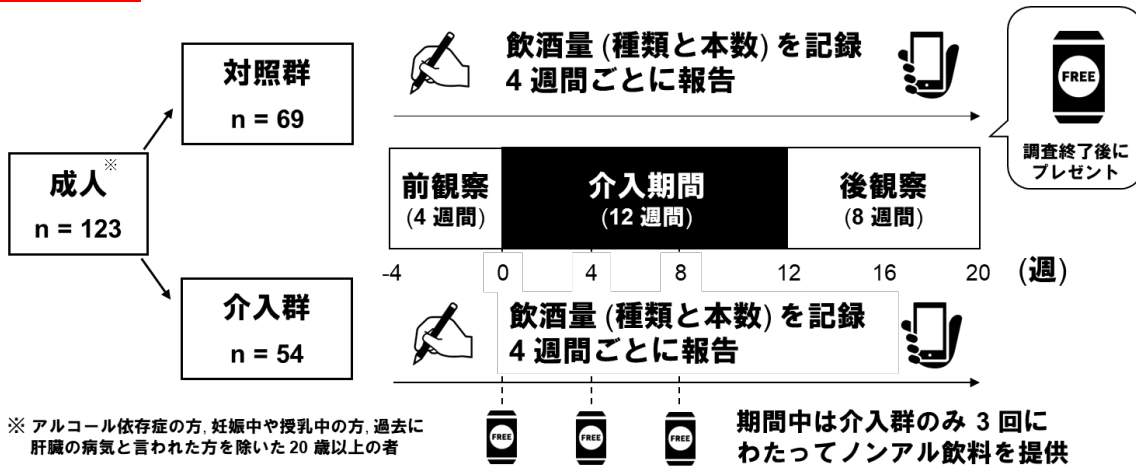 対照群
n = 69
飲酒量 (種類と本数) を記録
4 週間ごとに報告
FREE
調査終了後に
プレゼント
成人※
n = 123
前観察
(4 週間)
介入期間
(12 週間)
後観察
(8 週間)
-4 0 4 8 12 16 20 (週)
介入群
n = 54
飲酒量 (種類と本数) を記録
4 週間ごとに報告
※ アルコール依存症の方, 妊娠中や授乳中の方, 過去に
肝臓の病気と言われた方を除いた 20 歳以上の者
FREE FREE FREE
期間中は介入群のみ 3 回に
わたってノンアル飲料を提供